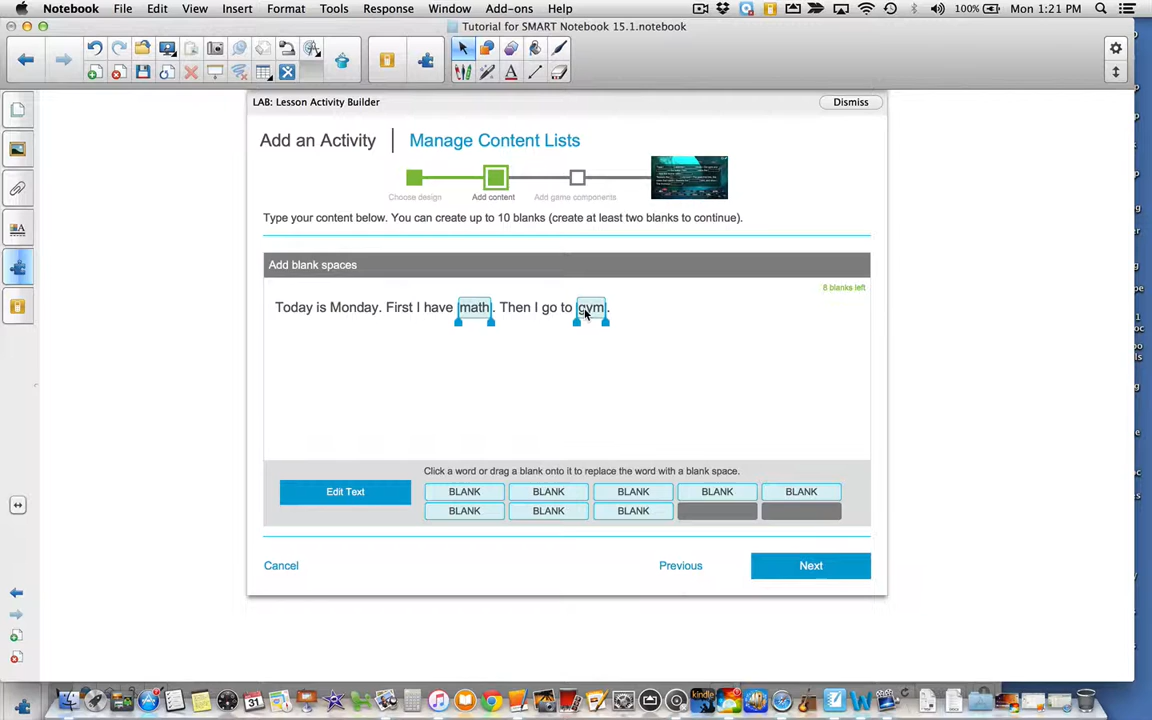 Notebook File Edit View Insert Format Tools Response Window Add-ons Help 100% Mon 1:21 PM
Tutorial for SMART Notebook 15.1.notebook
LAB: Lesson Activity Builder Dismiss
Add an Activity Manage Content Lists
Choose design Add content Add game components
Type your content below. You can create up to 10 blanks (create at least two blanks to continue).
Add blank spaces
8 blanks left
Today is Monday. First I have math. Then I go to gym.
Click a word or drag a blank onto it to replace the word with a blank space.
Edit Text BLANK BLANK BLANK BLANK BLANK
BLANK BLANK BLANK
Cancel Previous Next